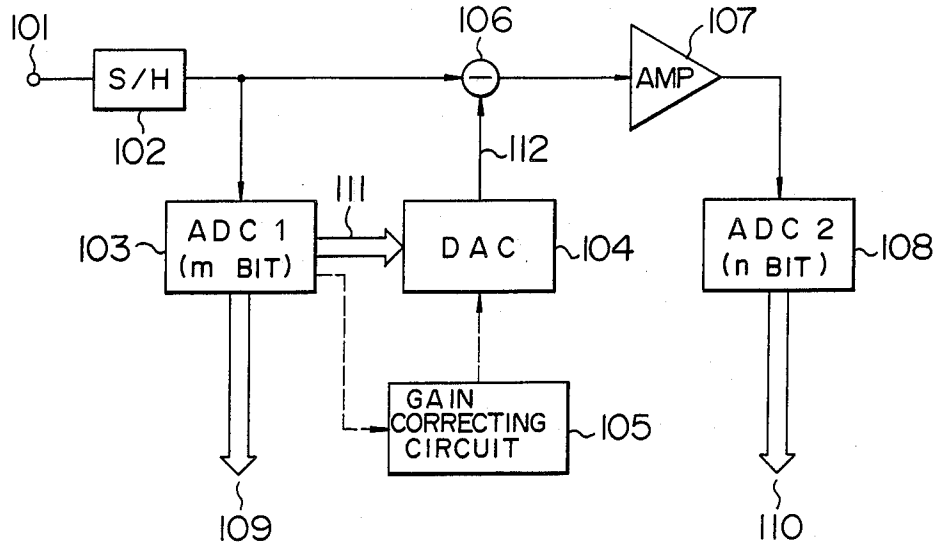 101
S/H
102
106
107
AMP
112
111
103
ADC 1
(m BIT)
DAC
104
ADC 2
(n BIT)
108
GAIN
CORRECTING
CIRCUIT
105
109
110